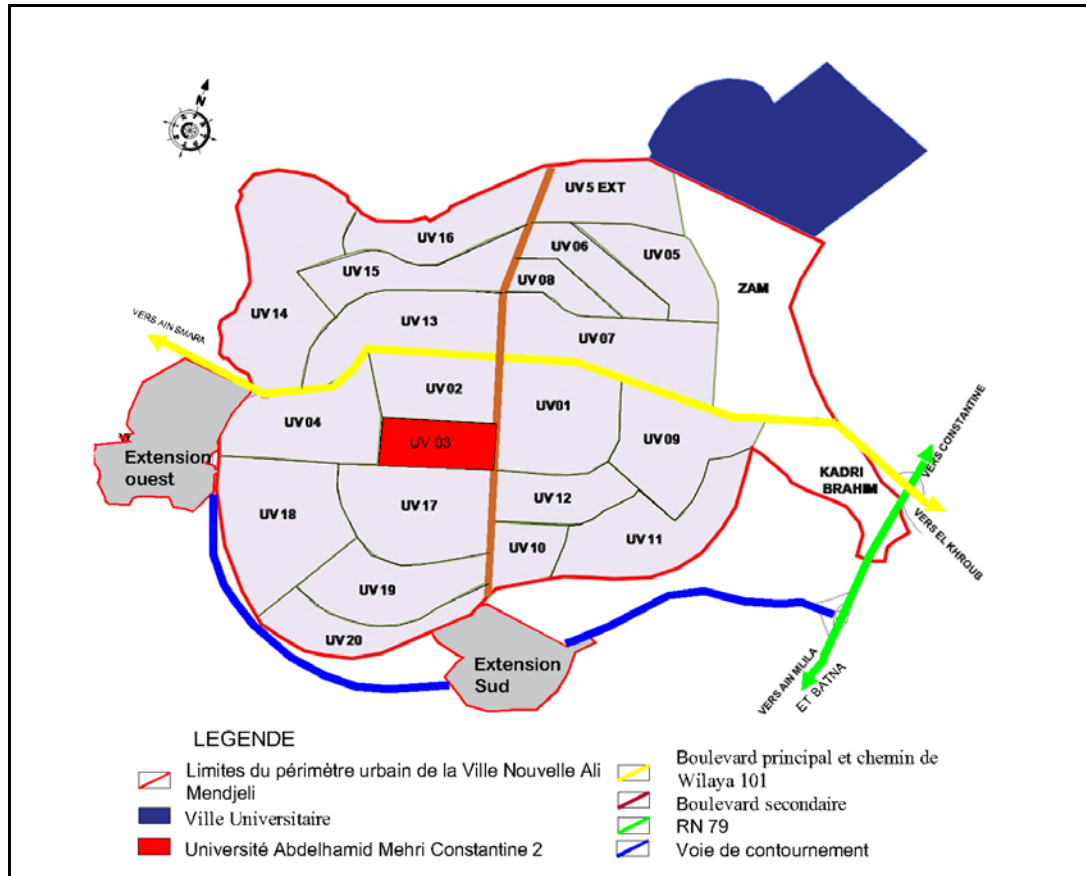 N
UV 5 EXT
UV 16
UV 06
UV 05
UV 15
UV 08
ZAM
UV 14
UV 13
UV 07
VERS AIN SMARA
UV 02
UV 04
UV01
UV 03
UV 09
VERS CONSTANTINE
Extension
ouest
KADRI
BRAHIM
UV 12
UV 17
UV 18
VERS EL KHROUB
UV 10
UV 11
UV 19
UV 20
Extension
Sud
VERS AIN MLILA
ET BATNA
LEGENDE
Limites du périmètre urbain de la Ville Nouvelle Ali
Mendjeli
Ville Universitaire
Université Abdelhamid Mehri Constantine 2
Boulevard principal et chemin de
Wilaya 101
Boulevard secondaire
RN 79
Voie de contournement